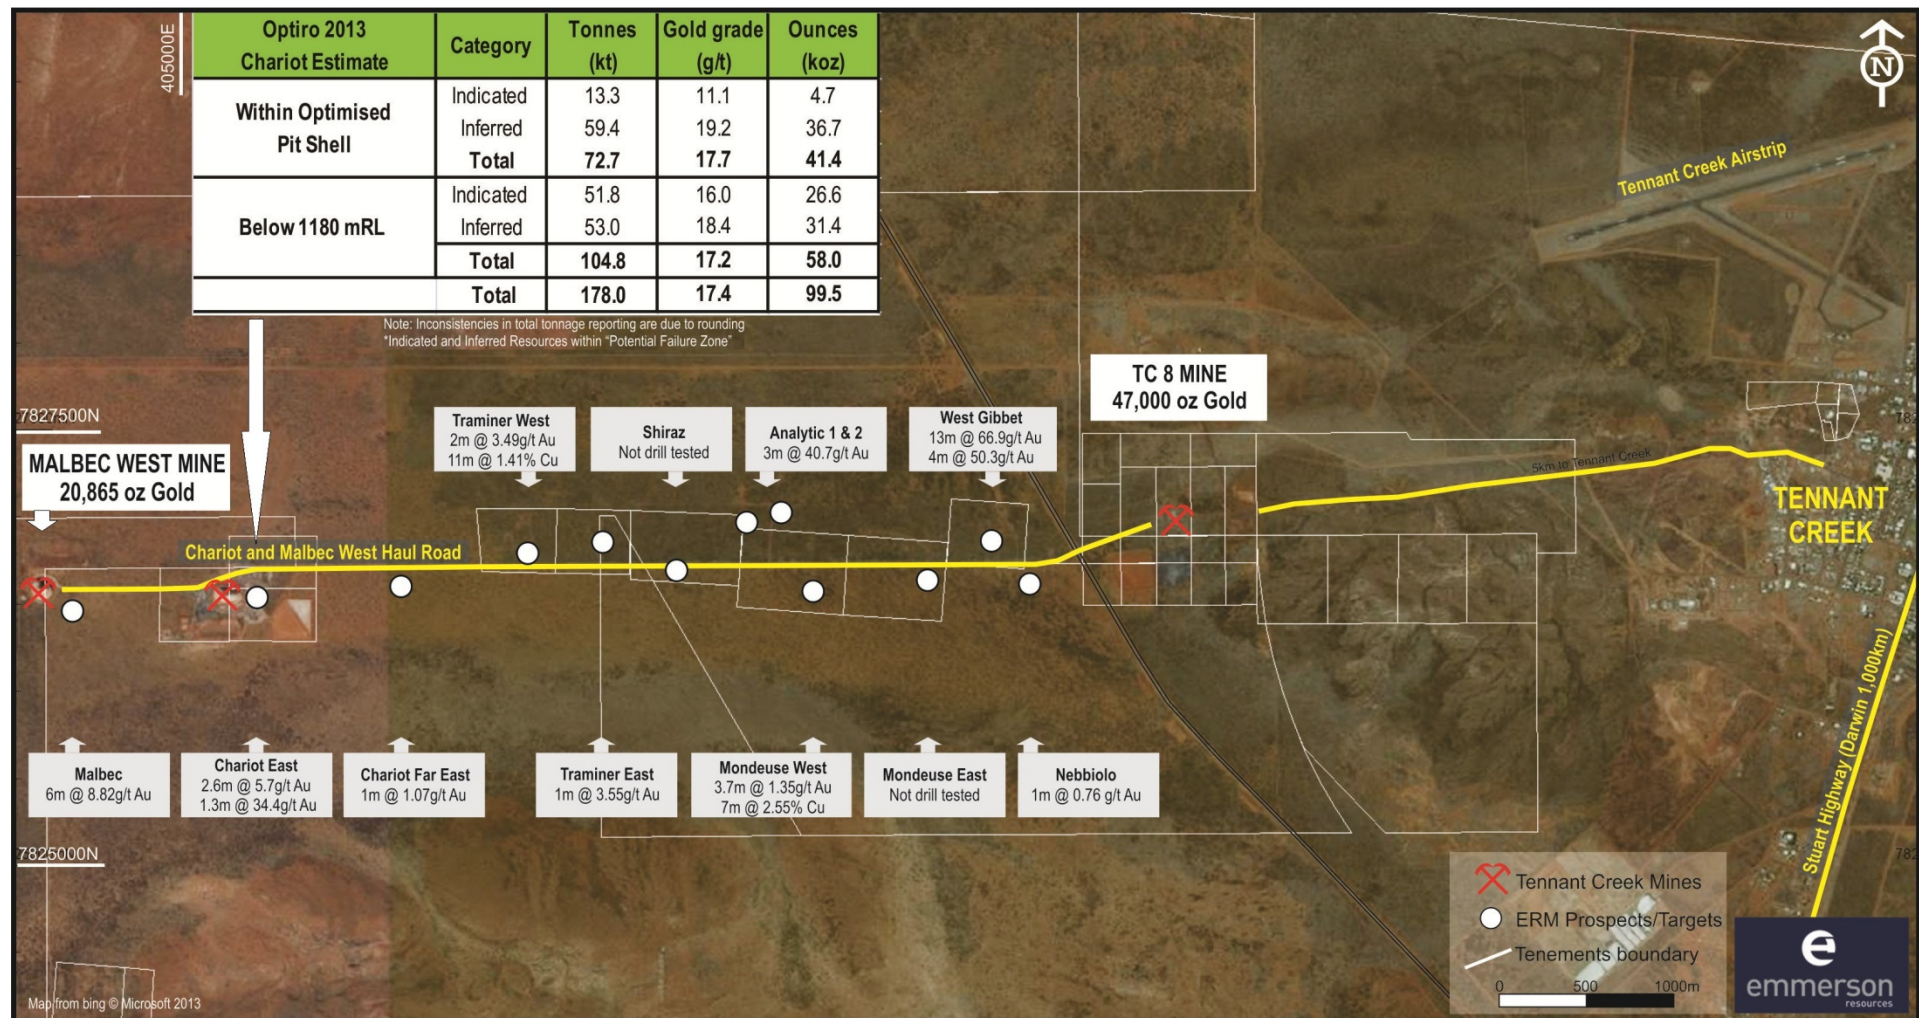 405000E
Optiro 2013 Chariot Estimate Category Tonnes (kt) Gold grade (g/t) Ounces (koz)
Within Optimised Pit Shell
Indicated 13.3 11.1 4.7
Inferred 59.4 19.2 36.7
Total 72.7 17.7 41.4
Below 1180 mRL
Indicated 51.8 16.0 26.6
Inferred 53.0 18.4 31.4
Total 104.8 17.2 58.0
Total 178.0 17.4 99.5
Note: Inconsistencies in total tonnage reporting are due to rounding
*Indicated and Inferred Resources within "Potential Failure Zone"
N
Tennant Creek Airstrip
TC 8 MINE
47,000 oz Gold
7827500N
782
MALBEC WEST MINE
20,865 oz Gold
Traminer West
2m @ 3.49g/t Au
11m @ 1.41% Cu
Shiraz
Not drill tested
Analytic 1 & 2
3m @ 40.7g/t Au
West Gibbet
13m @ 66.9g/t Au
4m @ 50.3g/t Au
5km to Tennant Creek
TENNANT
CREEK
Chariot and Malbec West Haul Road
Stuart Highway (Darwin 1,000km)
Malbec
6m @ 8.82g/t Au
Chariot East
2.6m @ 5.7g/t Au
1.3m @ 34.4g/t Au
Chariot Far East
1m @ 1.07g/t Au
Traminer East
1m @ 3.55g/t Au
Mondeuse West
3.7m @ 1.35g/t Au
7m @ 2.55% Cu
Mondeuse East
Not drill tested
Nebbiolo
1m @ 0.76 g/t Au
7825000N
782
Tennant Creek Mines
ERM Prospects/Targets
Tenements boundary
0 500 1000m
e
emmerson
resources
Map from bing © Microsoft 2013